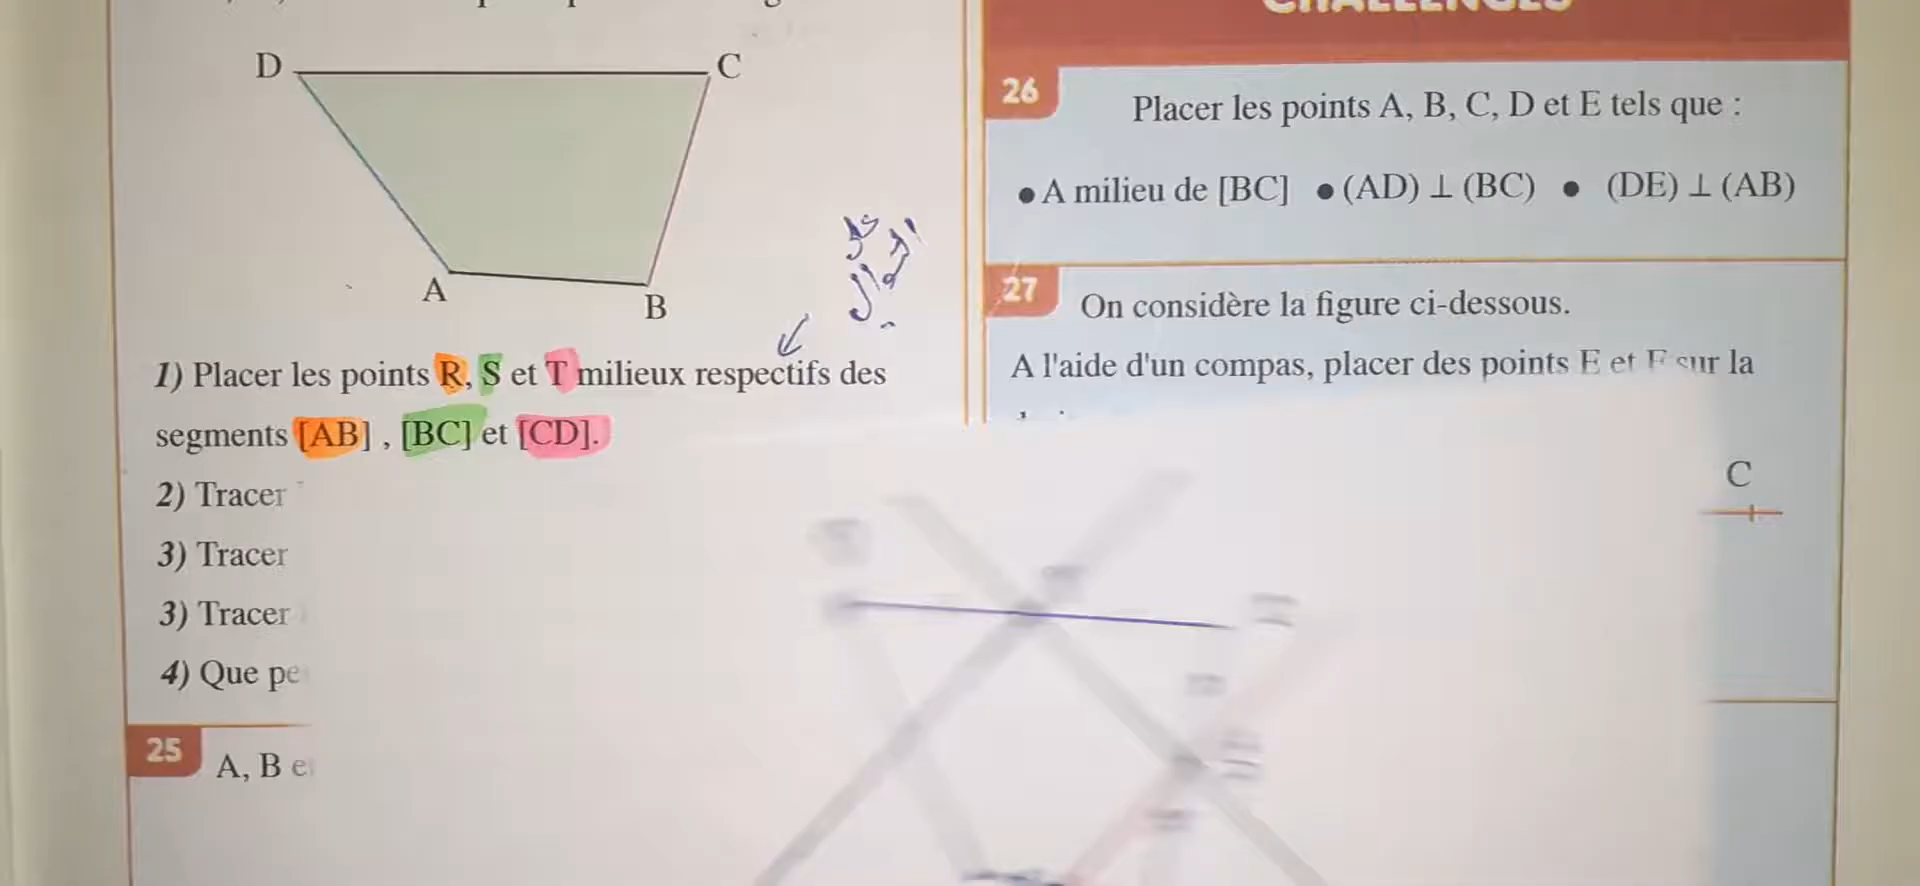 D
C
A
B
1) Placer les points R, S et T milieux respectifs des
segments [AB] , [BC] et [CD].
2) Tracer
3) Tracer
3) Tracer
4) Que pe
25
A, B e
CHALLENGES
26
Placer les points A, B, C, D et E tels que :
● A milieu de [BC] ● (AD) ⊥ (BC) ● (DE) ⊥ (AB)
27
On considère la figure ci-dessous.
A l'aide d'un compas, placer des points E et F sur la
C